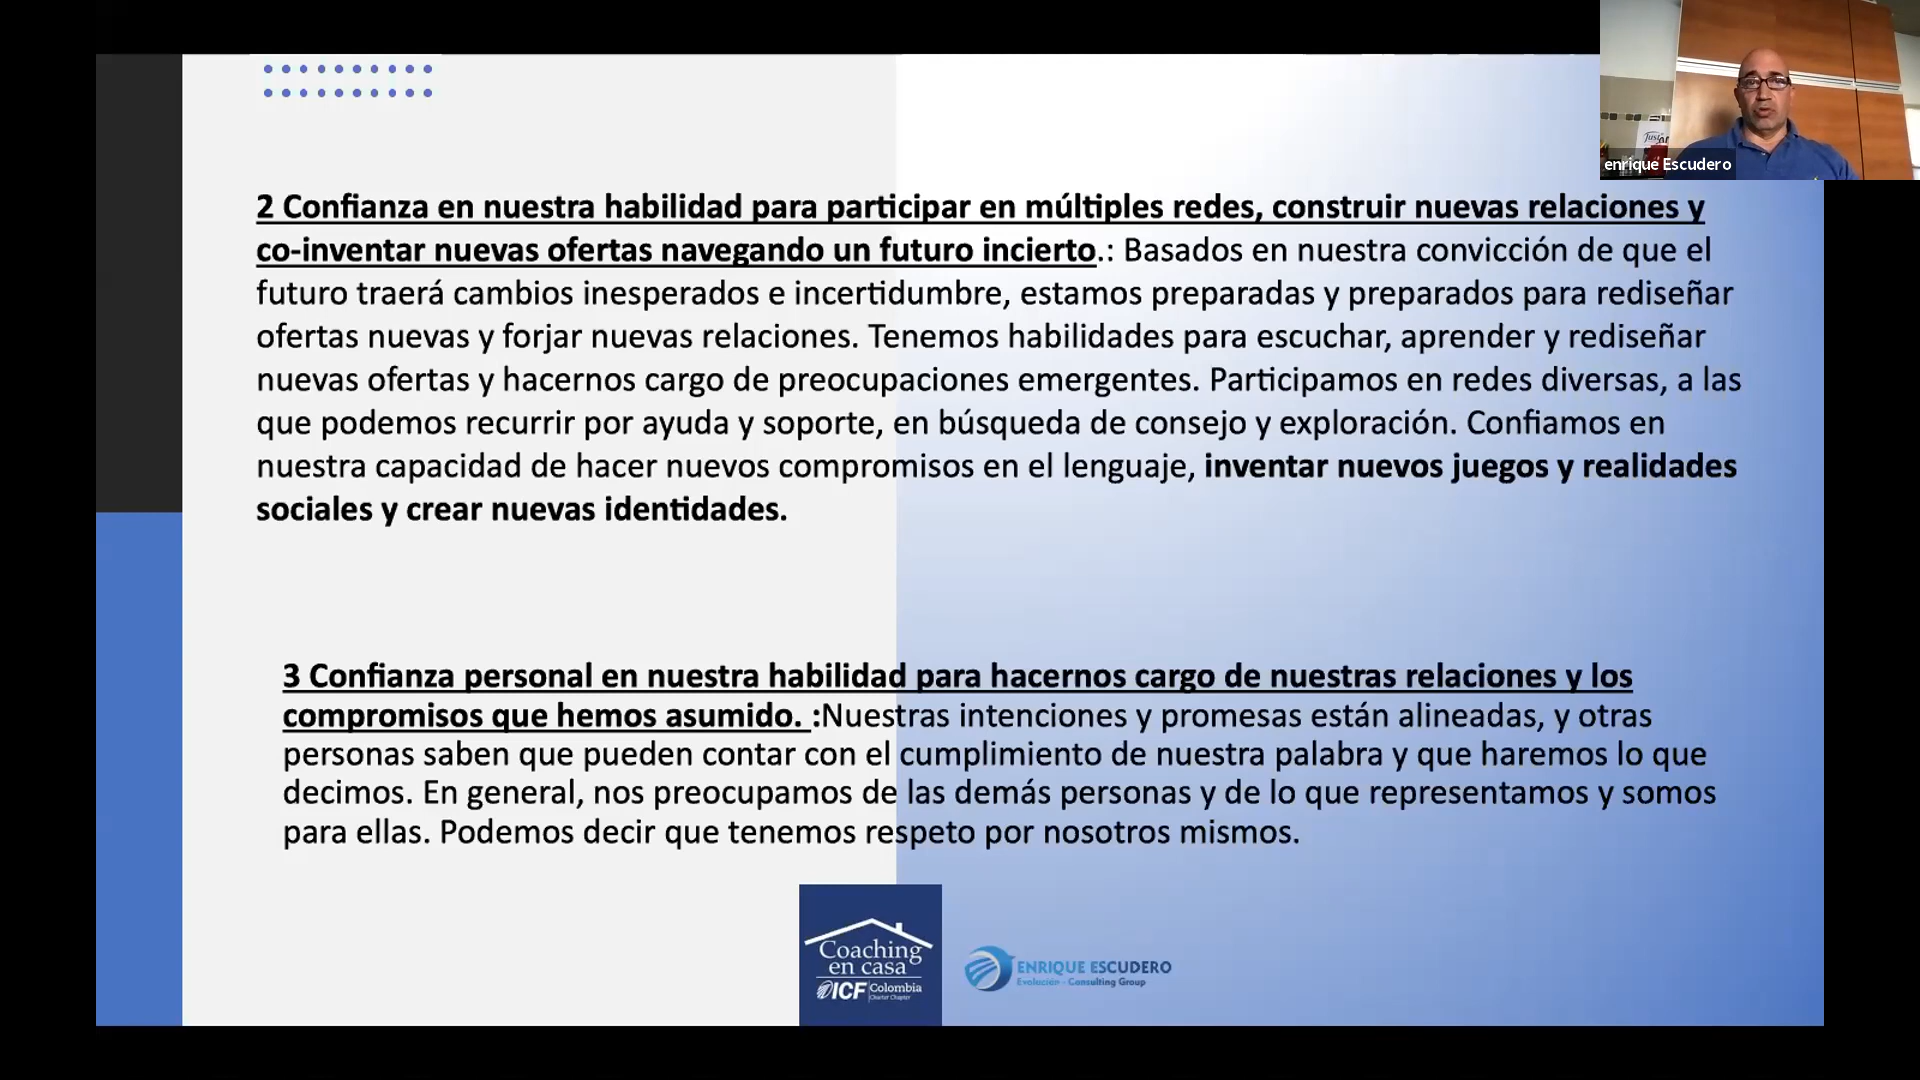 enrique Escudero
2 Confianza en nuestra habilidad para participar en múltiples redes, construir nuevas relaciones y
co-inventar nuevas ofertas navegando un futuro incierto.: Basados en nuestra convicción de que el
futuro traerá cambios inesperados e incertidumbre, estamos preparadas y preparados para rediseñar
ofertas nuevas y forjar nuevas relaciones. Tenemos habilidades para escuchar, aprender y rediseñar
nuevas ofertas y hacernos cargo de preocupaciones emergentes. Participamos en redes diversas, a las
que podemos recurrir por ayuda y soporte, en búsqueda de consejo y exploración. Confiamos en
nuestra capacidad de hacer nuevos compromisos en el lenguaje, inventar nuevos juegos y realidades
sociales y crear nuevas identidades.
3 Confianza personal en nuestra habilidad para hacernos cargo de nuestras relaciones y los
compromisos que hemos asumido. :Nuestras intenciones y promesas están alineadas, y otras
personas saben que pueden contar con el cumplimiento de nuestra palabra y que haremos lo que
decimos. En general, nos preocupamos de las demás personas y de lo que representamos y somos
para ellas. Podemos decir que tenemos respeto por nosotros mismos.
Coaching
en casa
ICF Colombia
Charter Chapter
ENRIQUE ESCUDERO
Evolución - Consulting Group